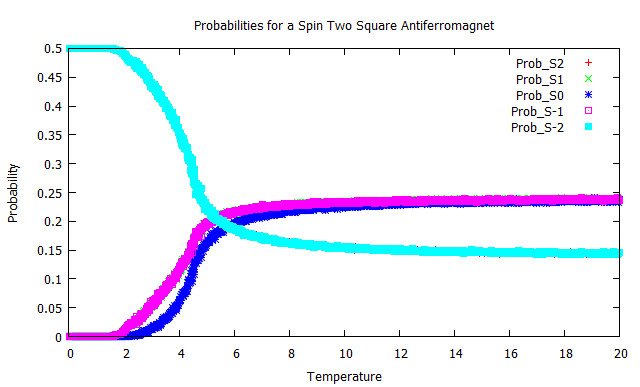 Probabilities for a Spin Two Square Antiferromagnet
0.5
0.45
0.4
0.35
0.3
0.25
0.2
0.15
0.1
0.05
0
Probability
Prob_S2
Prob_S1
Prob_S0
Prob_S-1
Prob_S-2
0 2 4 6 8 10 12 14 16 18 20
Temperature